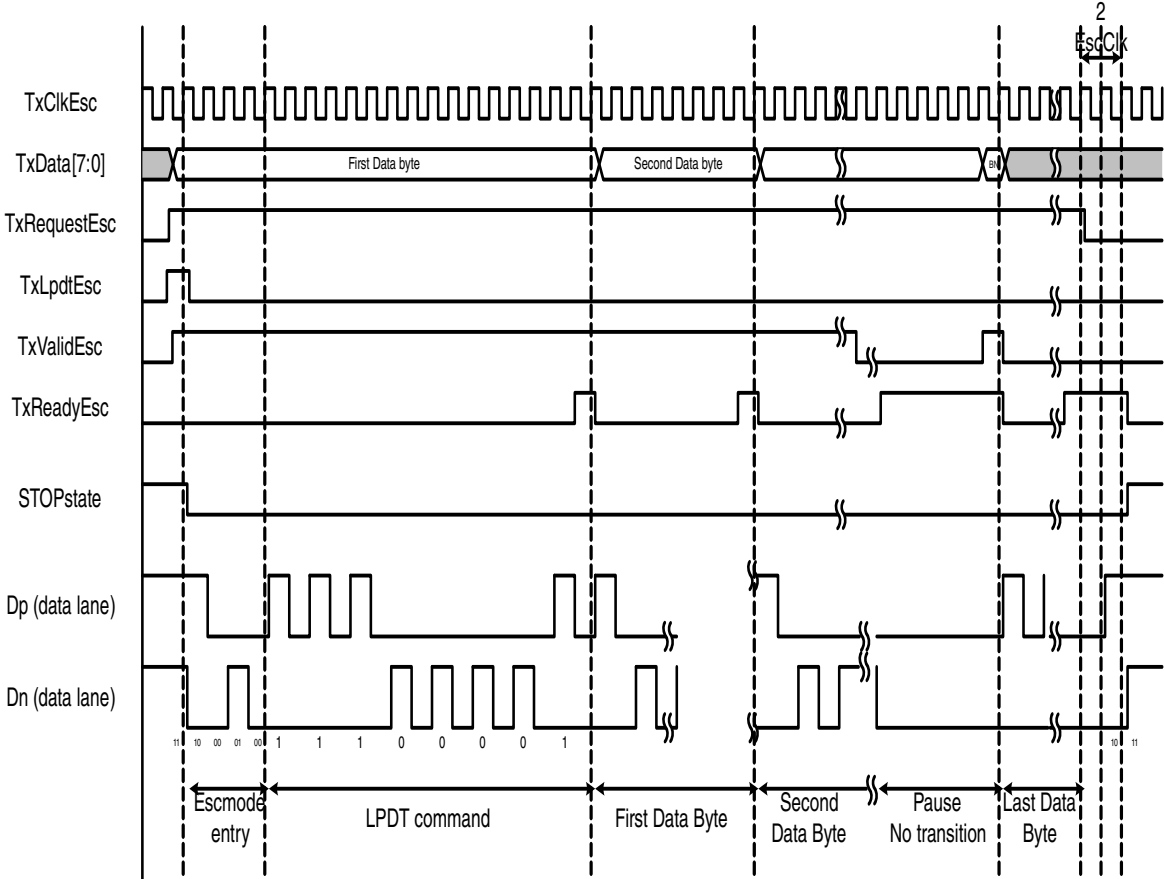 2
EscClk
TxClkEsc
TxData[7:0]
First Data byte
Second Data byte
BN
TxRequestEsc
TxLpdtEsc
TxValidEsc
TxReadyEsc
STOPstate
Dp (data lane)
Dn (data lane)
11 10 00 01 00 1 1 1 0 0 0 0 1 10 11
Escmode
entry
LPDT command
First Data Byte
Second
Data Byte
Pause
No transition
Last Data
Byte